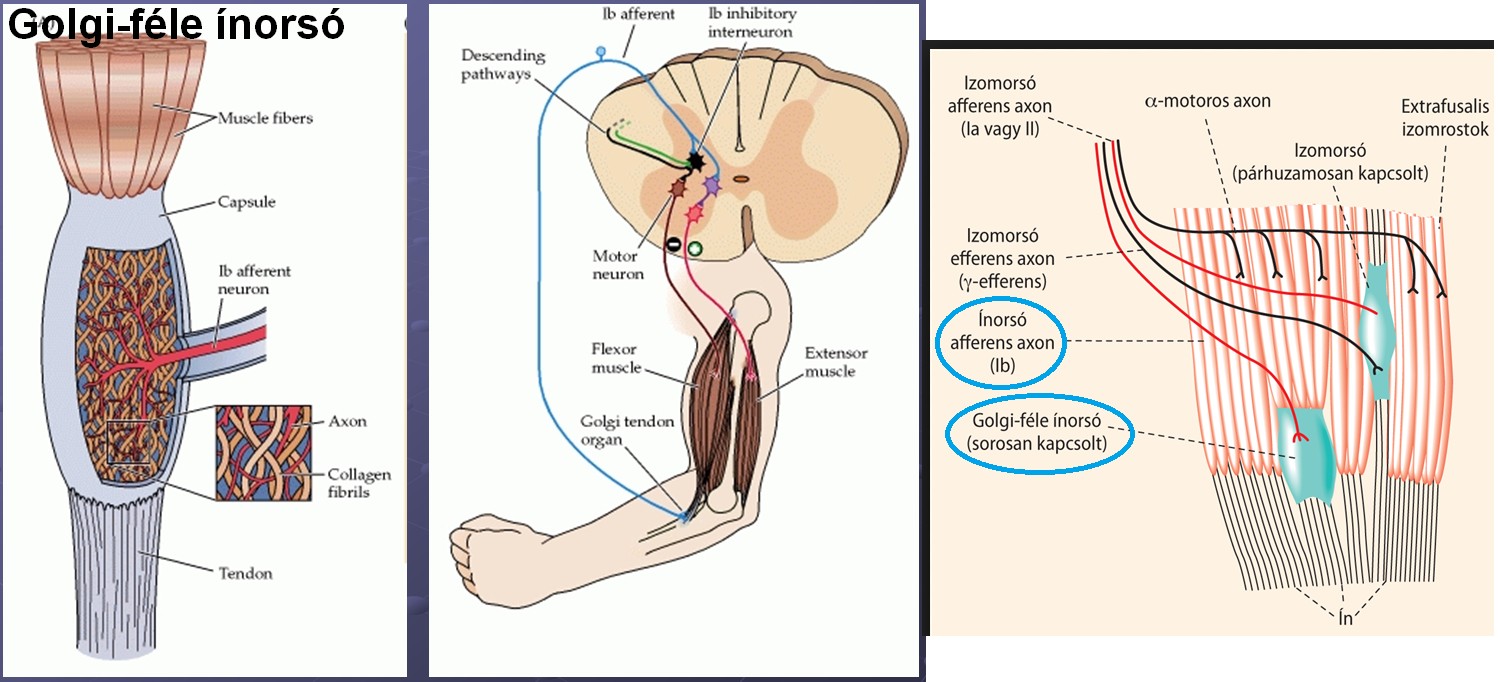 Golgi-féle ínorsó
Muscle fibers
Capsule
Ib afferent
neuron
Axon
Collagen
fibrils
Tendon
Ib afferent
Ib inhibitory
interneuron
Descending
pathways
Motor
neuron
Flexor
muscle
Extensor
muscle
Golgi tendon
organ
Izomorsó
afferens axon
(Ia vagy II)
α-motoros axon
Extrafusalis
izomrostok
Izomorsó
(párhuzamosan kapcsolt)
Izomorsó
efferens axon
(γ-efferens)
Ínorsó
afferens axon
(Ib)
Golgi-féle ínorsó
(sorosan kapcsolt)
Ín